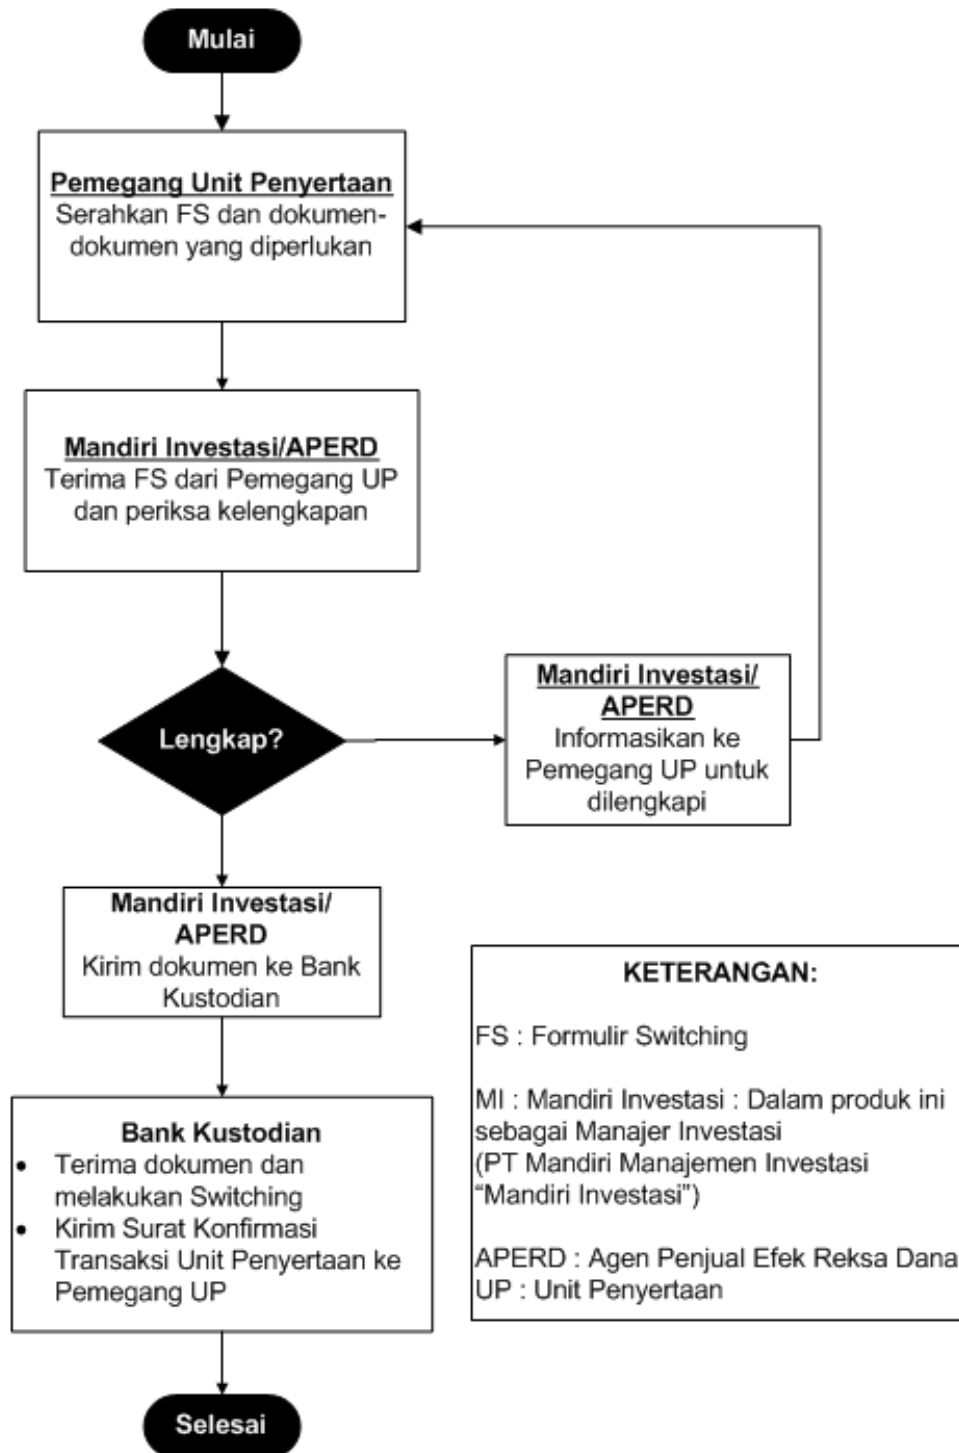 Mulai
Pemegang Unit Penyertaan
Serahkan FS dan dokumen-
dokumen yang diperlukan
Mandiri Investasi/APERD
Terima FS dari Pemegang UP
dan periksa kelengkapan
Lengkap?
Mandiri Investasi/
APERD
Informasikan ke
Pemegang UP untuk
dilengkapi
Mandiri Investasi/
APERD
Kirim dokumen ke Bank
Kustodian
Bank Kustodian
• Terima dokumen dan
melakukan Switching
• Kirim Surat Konfirmasi
Transaksi Unit Penyertaan ke
Pemegang UP
Selesai
KETERANGAN:
FS : Formulir Switching
MI : Mandiri Investasi : Dalam produk ini
sebagai Manajer Investasi
(PT Mandiri Manajemen Investasi
“Mandiri Investasi”)
APERD : Agen Penjual Efek Reksa Dana
UP : Unit Penyertaan